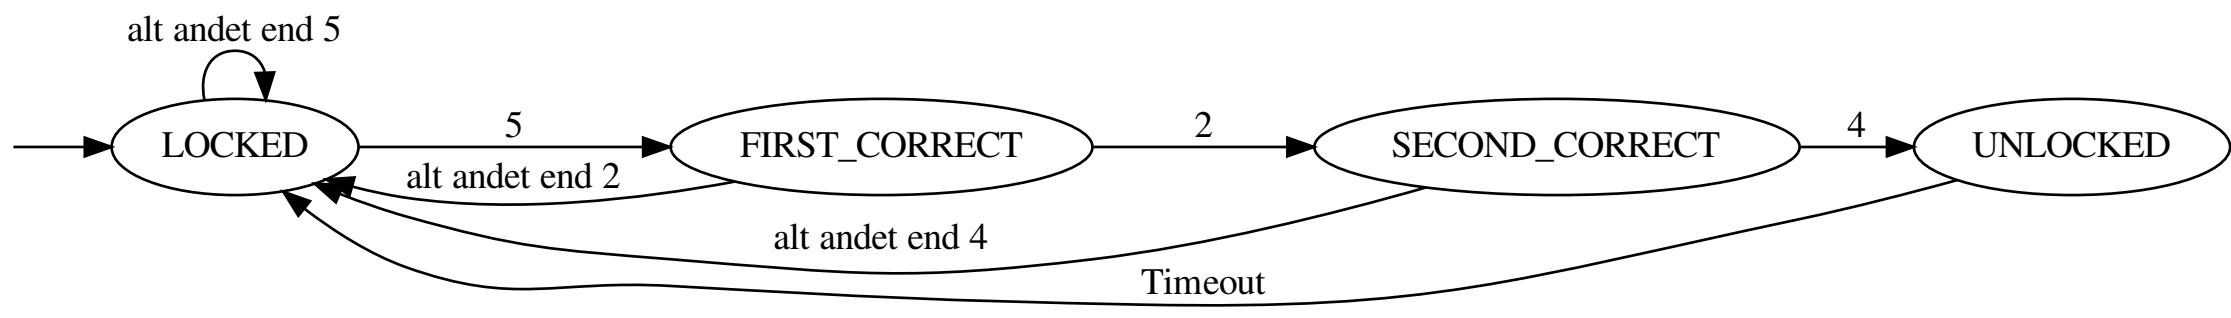 alt andet end 5
LOCKED
5
FIRST_CORRECT
2
SECOND_CORRECT
4
UNLOCKED
alt andet end 2
alt andet end 4
Timeout